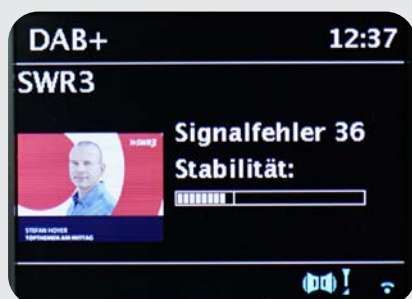 DAB+ 12:37
SWR3
SWR3
Signalfehler 36
Stabilität:
STEFAN HOYER
TOPTHEMEN AM MITTAG